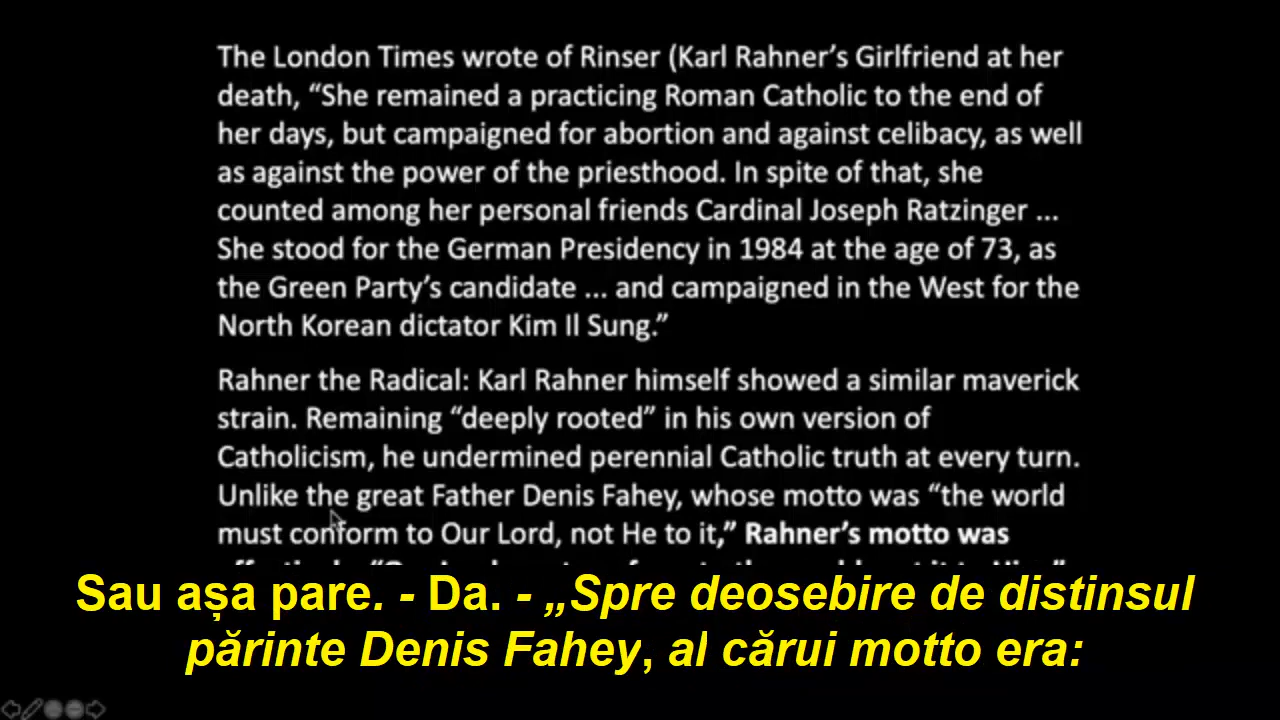 The London Times wrote of Rinser (Karl Rahner's Girlfriend at her
death, "She remained a practicing Roman Catholic to the end of
her days, but campaigned for abortion and against celibacy, as well
as against the power of the priesthood. In spite of that, she
counted among her personal friends Cardinal Joseph Ratzinger ...
She stood for the German Presidency in 1984 at the age of 73, as
the Green Party's candidate ... and campaigned in the West for the
North Korean dictator Kim Il Sung."
Rahner the Radical: Karl Rahner himself showed a similar maverick
strain. Remaining "deeply rooted" in his own version of
Catholicism, he undermined perennial Catholic truth at every turn.
Unlike the great Father Denis Fahey, whose motto was "the world
must conform to Our Lord, not He to it," Rahner's motto was
Sau așa pare. - Da. - „Spre deosebire de distinsul
părinte Denis Fahey, al cărui motto era: